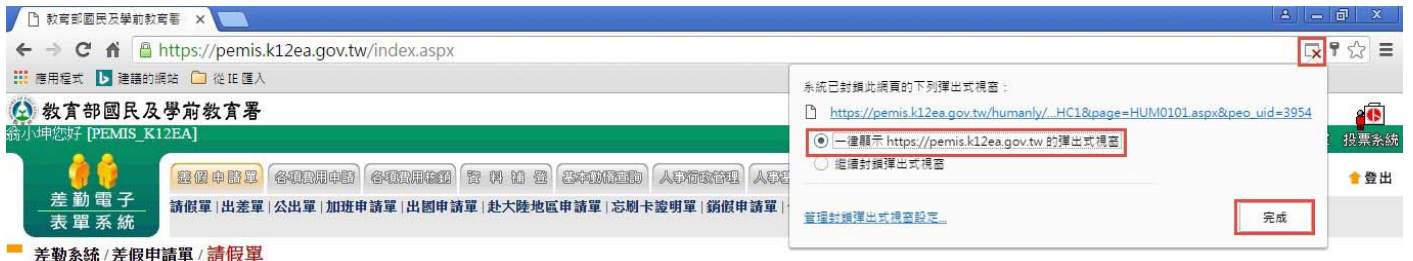 教育部國民及學前教育署
https://pemis.k12ea.gov.tw/index.aspx
應用程式 建議的網站 從 IE 匯入
系統已封鎖此網頁的下列彈出式視窗：
https://pemis.k12ea.gov.tw/humanly/...HC1&page=HUM0101.aspx&peo_uid=3954
一律顯示 https://pemis.k12ea.gov.tw 的彈出式視窗
繼續封鎖彈出式視窗
管理封鎖彈出式視窗設定...
完成
教育部國民及學前教育署
翁小坤您好 [PEMIS_K12EA]
投票系統
差勤電子
表單系統
差假申請單 各項費用申請 各項費用核銷 資料補登 基本動態查詢 人事行政管理
登出
請假單 | 出差單 | 公出單 | 加班申請單 | 出國申請單 | 赴大陸地區申請單 | 忘刷卡證明單 | 銷假申請單 |
差勤系統 / 差假申請單 / 請假單